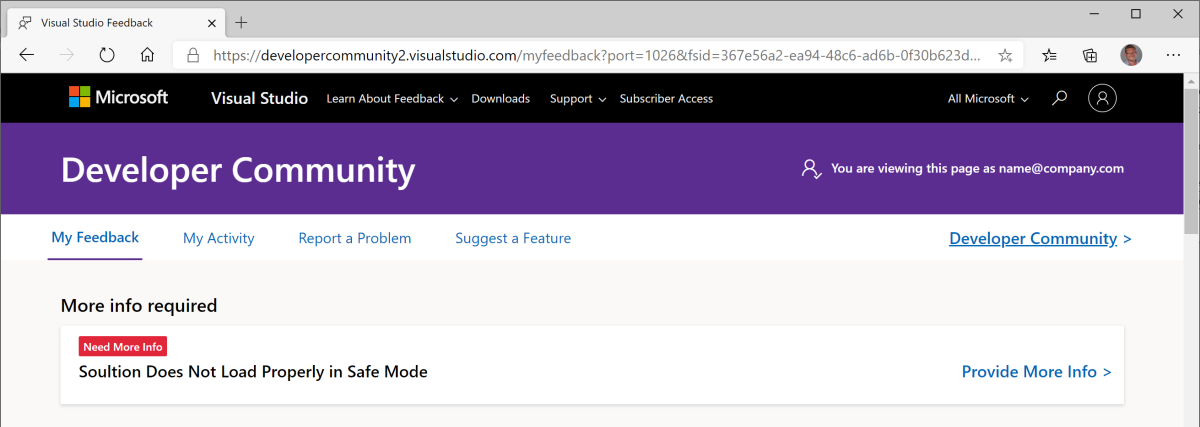 Visual Studio Feedback
https://developercommunity2.visualstudio.com/myfeedback?port=1026&fsid=367e56a2-ea94-48c6-ad6b-0f30b623d...
Microsoft Visual Studio Learn About Feedback Downloads Support Subscriber Access All Microsoft
Developer Community
You are viewing this page as name@company.com
My Feedback My Activity Report a Problem Suggest a Feature Developer Community >
More info required
Need More Info
Soultion Does Not Load Properly in Safe Mode Provide More Info >